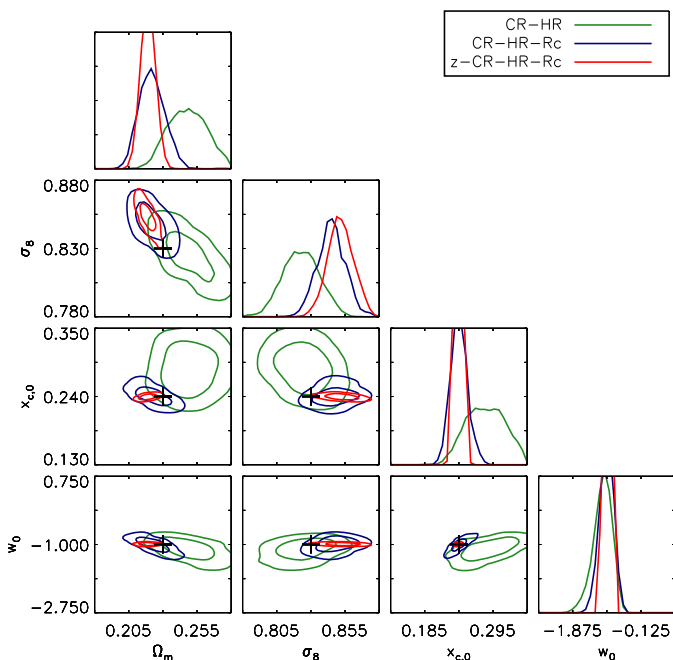 CR-HR
CR-HR-Rc
z-CR-HR-Rc
0.880
0.830
0.780
σ8
0.350
0.240
0.130
xc,0
0.750
-1.000
-2.750
w0
0.205 0.255
0.805 0.855
0.185 0.295
-1.875 -0.125
Ωm
σ8
xc,0
w0